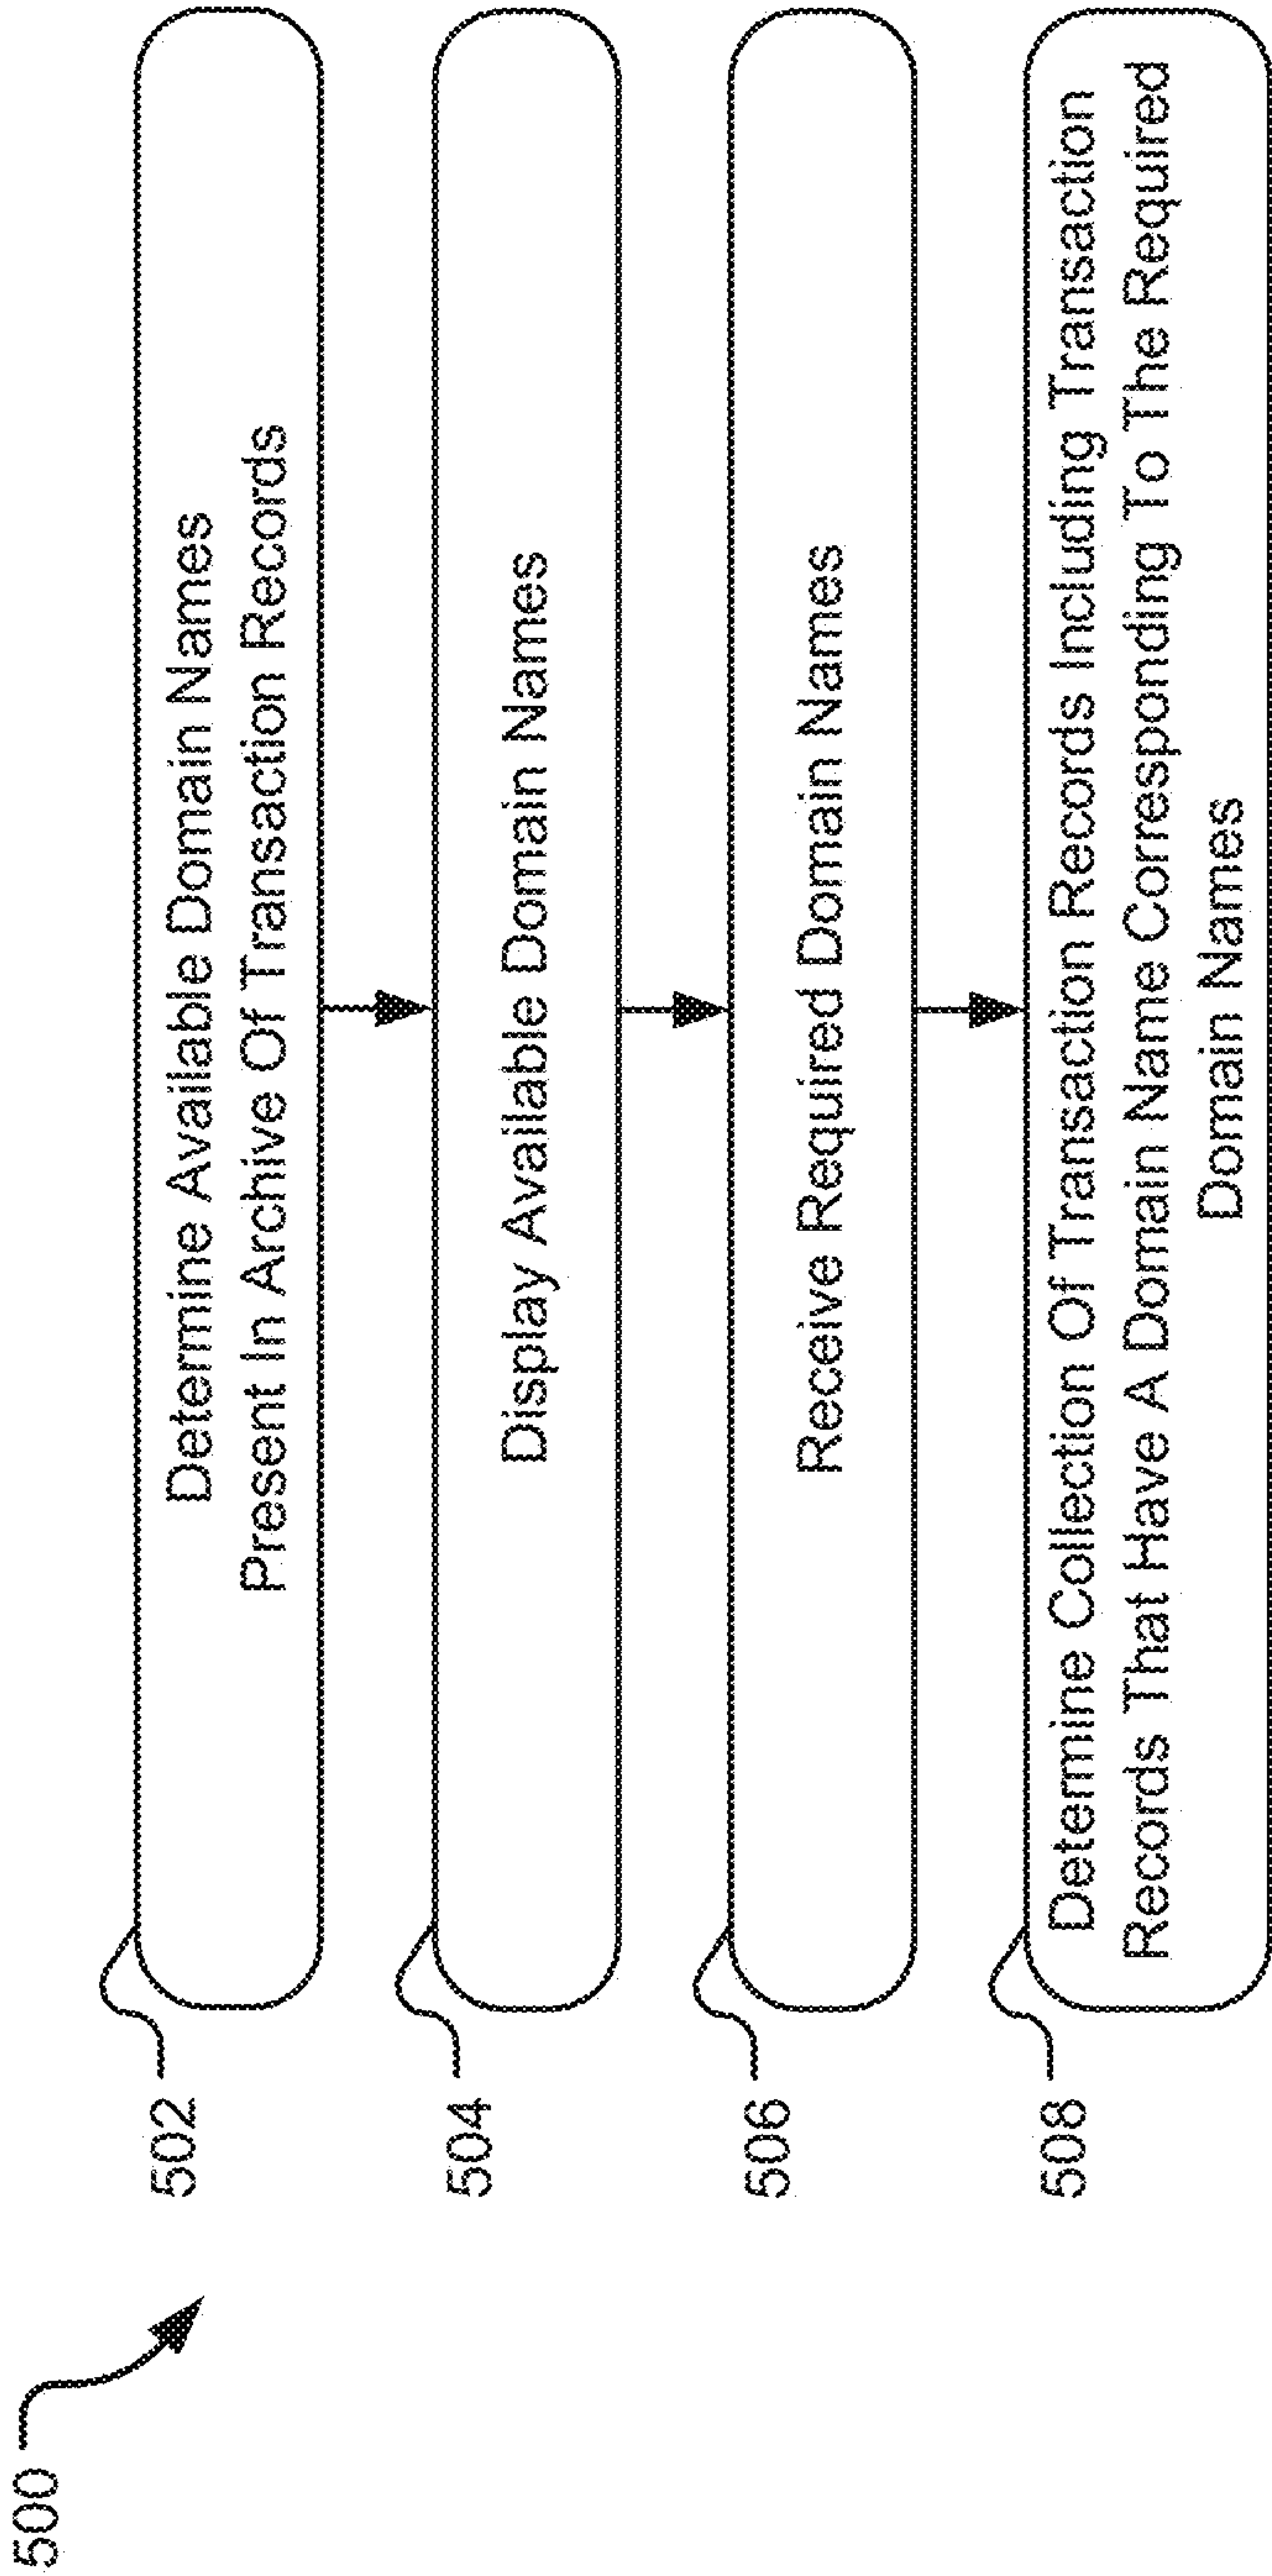 500
502
Determine Available Domain Names
Present In Archive Of Transaction Records
504
Display Available Domain Names
506
Receive Required Domain Names
508
Determine Collection Of Transaction Records Including Transaction
Records That Have A Domain Name Corresponding To The Required
Domain Names